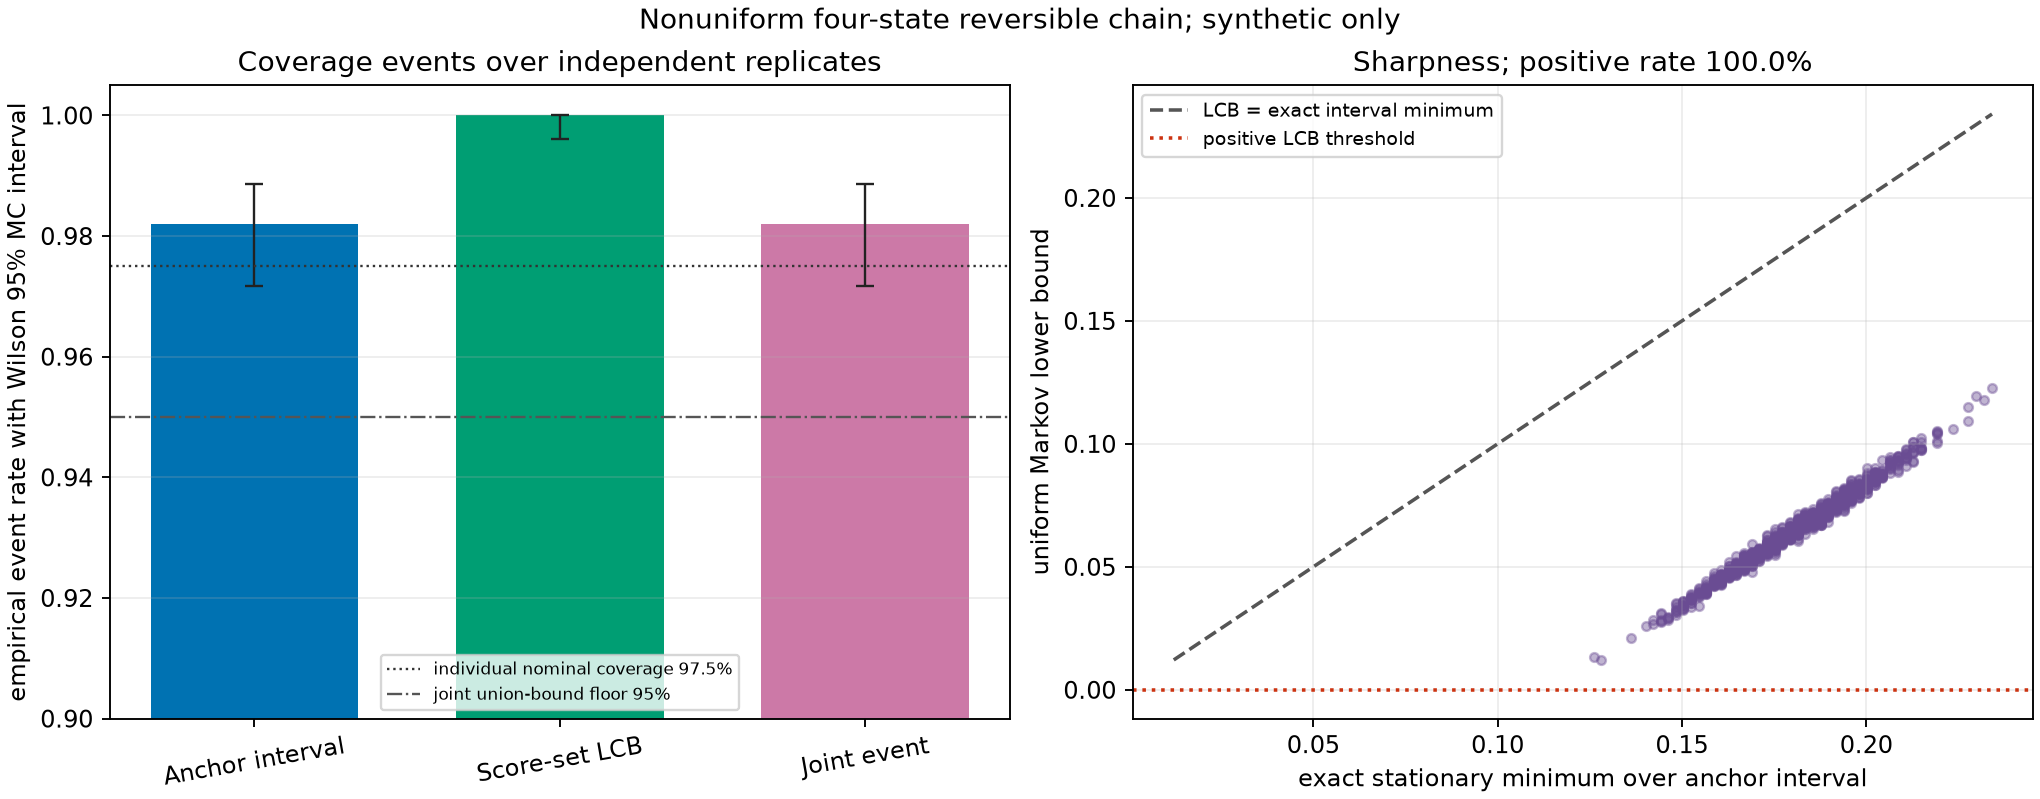 Nonuniform four-state reversible chain; synthetic only
Coverage events over independent replicates
empirical event rate with Wilson 95% MC interval
1.00
0.98
0.96
0.94
0.92
0.90
individual nominal coverage 97.5%
joint union-bound floor 95%
Anchor interval
Score-set LCB
Joint event
Sharpness; positive rate 100.0%
LCB = exact interval minimum
positive LCB threshold
uniform Markov lower bound
0.20
0.15
0.10
0.05
0.00
0.05
0.10
0.15
0.20
exact stationary minimum over anchor interval